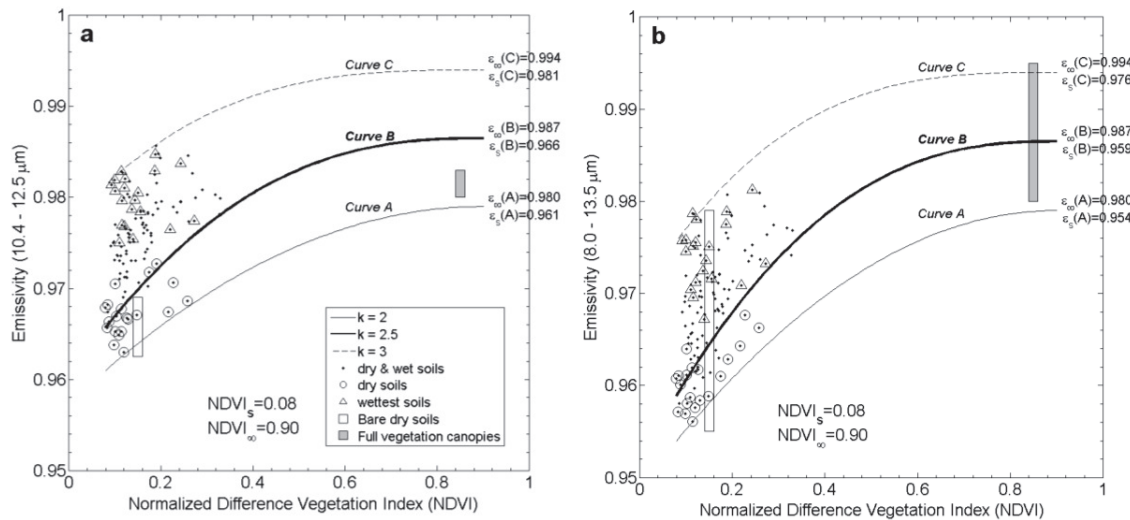 a
Emissivity (10.4 - 12.5 μm)
1
0.99
0.98
0.97
0.96
0.95
0
0.2
0.4
0.6
0.8
1
Normalized Difference Vegetation Index (NDVI)
Curve C
Curve B
Curve A
ε∞(C)=0.994
εs(C)=0.981
ε∞(B)=0.987
εs(B)=0.966
ε∞(A)=0.980
εs(A)=0.961
NDVIs=0.08
NDVI∞=0.90
k = 2
k = 2.5
k = 3
dry & wet soils
dry soils
wettest soils
Bare dry soils
Full vegetation canopies
b
Emissivity (8.0 - 13.5 μm)
1
0.99
0.98
0.97
0.96
0.95
0
0.2
0.4
0.6
0.8
1
Normalized Difference Vegetation Index (NDVI)
Curve C
Curve B
Curve A
ε∞(C)=0.994
εs(C)=0.976
ε∞(B)=0.987
εs(B)=0.959
ε∞(A)=0.980
εs(A)=0.954
NDVIs=0.08
NDVI∞=0.90